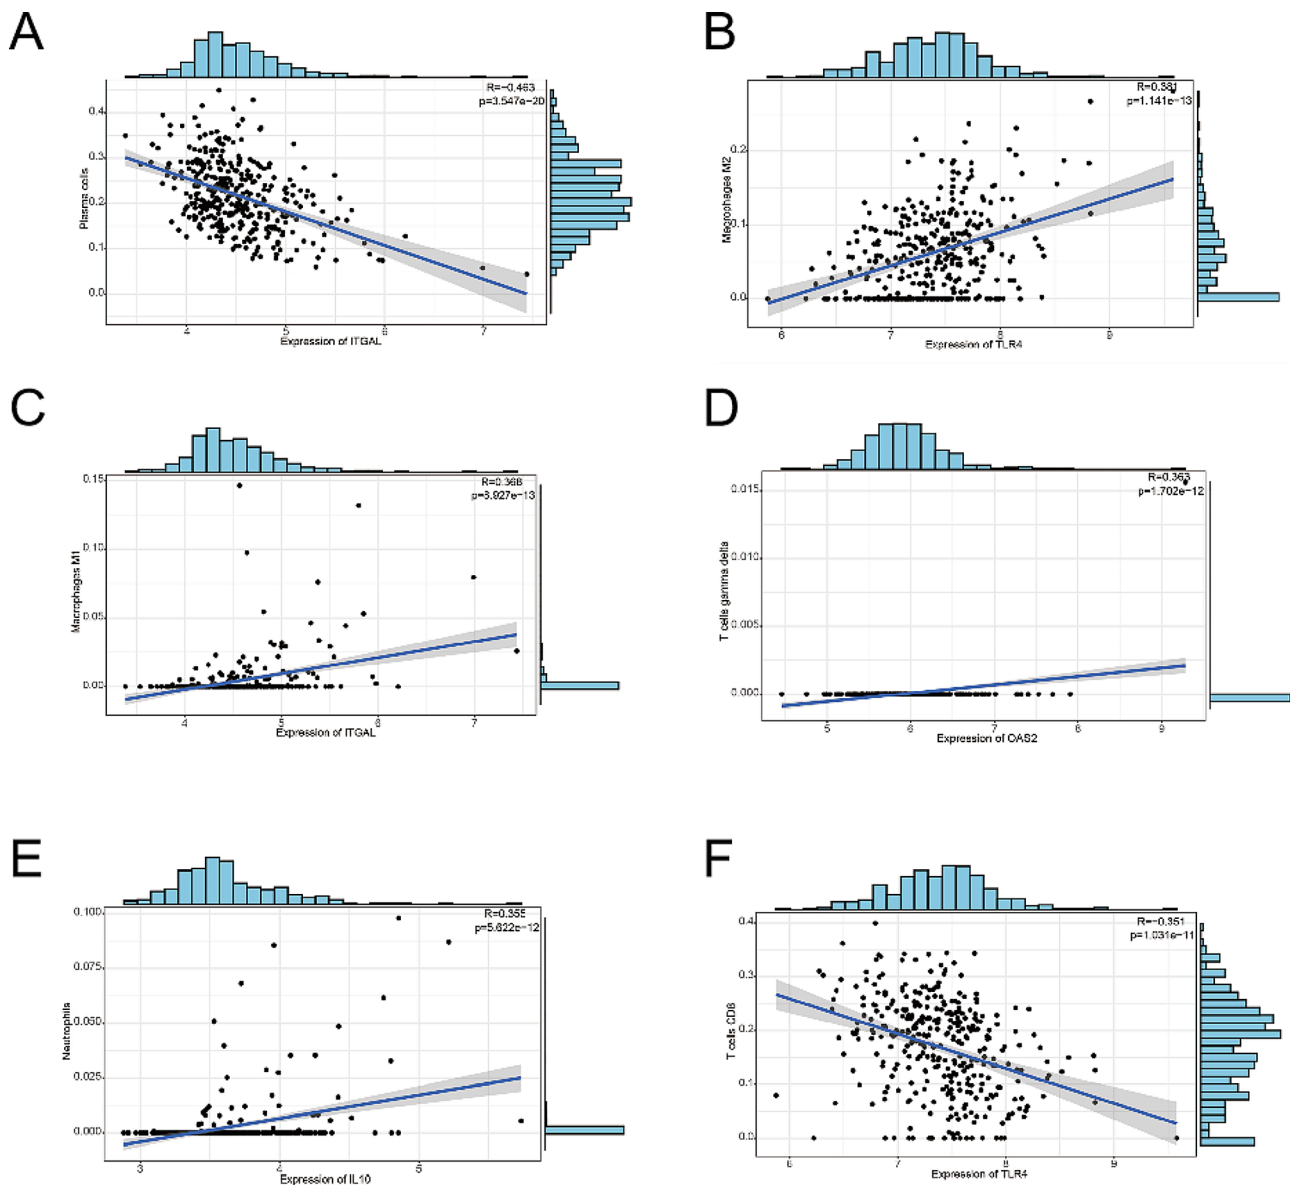 A
R=-0.463
p=3.547e-20
Plasma cells
0.4
0.3
0.2
0.1
0.0
4 5 6 7
Expression of ITGAL
B
R=0.381
p=1.141e-13
Macrophages M2
0.2
0.1
0.0
6 7 8 9
Expression of TLR4
C
R=0.368
p=8.927e-13
Macrophages M1
0.15
0.10
0.05
0.00
4 5 6 7
Expression of ITGAL
D
R=0.363
p=1.702e-12
T cells gamma delta
0.015
0.010
0.005
0.000
5 6 7 8 9
Expression of OAS2
E
R=0.355
p=5.622e-12
Neutrophils
0.100
0.075
0.050
0.025
0.000
3 4 5
Expression of IL10
F
R=-0.351
p=1.031e-11
T cells CD8
0.4
0.3
0.2
0.1
0.0
6 7 8 9
Expression of TLR4